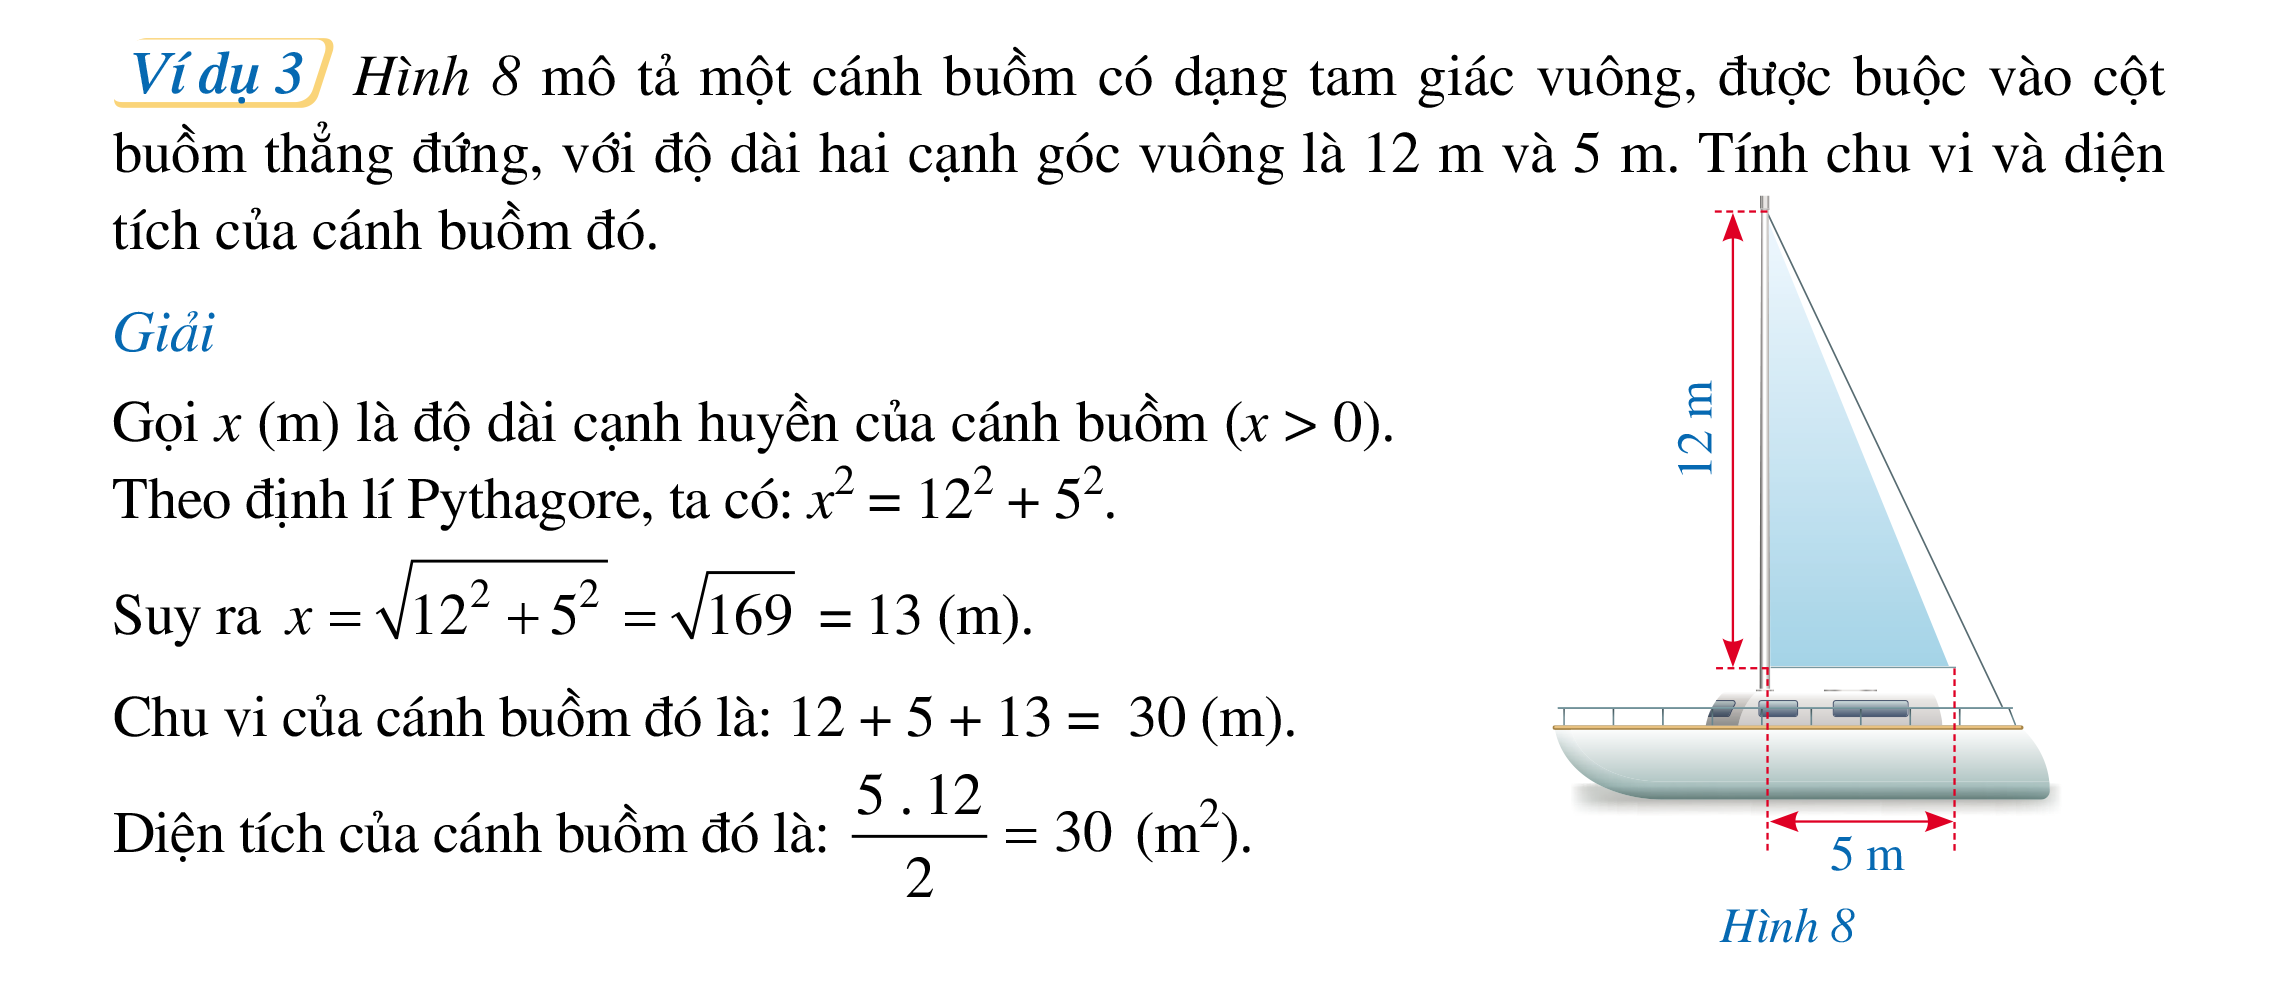 Ví dụ 3 Hình 8 mô tả một cánh buồm có dạng tam giác vuông, được buộc vào cột
buồm thẳng đứng, với độ dài hai cạnh góc vuông là 12 m và 5 m. Tính chu vi và diện
tích của cánh buồm đó.
Giải
Gọi x (m) là độ dài cạnh huyền của cánh buồm (x > 0).
Theo định lí Pythagore, ta có: x² = 12² + 5².
Suy ra x = √(12² + 5²) = √169 = 13 (m).
Chu vi của cánh buồm đó là: 12 + 5 + 13 = 30 (m).
Diện tích của cánh buồm đó là: 5 . 12 / 2 = 30 (m²).
12 m
5 m
Hình 8